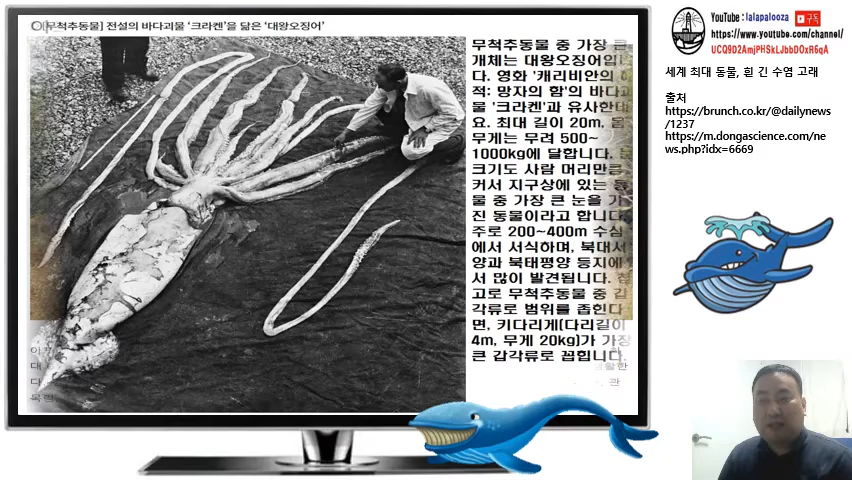 [무척추동물] 전설의 바다괴물 ‘크라켄’을 닮은 ‘대왕오징어’
무척추동물 중 가장 큰
개체는 대왕오징어입니
다. 영화 '캐리비안의 해
적: 망자의 함'의 바다괴
물 '크라켄'과 유사한데
요. 최대 길이 20m, 몸
무게는 무려 500~
1000kg에 달합니다.
크기도 사람 머리만큼
커서 지구상에 있는 동
물 중 가장 큰 눈을 가
진 동물이라고 합니다.
주로 200~400m 수심
에서 서식하며, 북대서
양과 북태평양 등지에
서 많이 발견됩니다. 참
고로 무척추동물 중 갑
각류로 범위를 좁힌다
면, 키다리게(다리길이
4m, 무게 20kg)가 가장
큰 갑각류로 꼽힙니다.
YouTube : lalapalooza 구독
https://www.youtube.com/channel/
UCQ9D2AmjPHSkLJbbDOxR6qA
세계 최대 동물, 흰 긴 수염 고래
출처
https://brunch.co.kr/@dailynews
/1237
https://m.dongascience.com/ne
ws.php?idx=6669